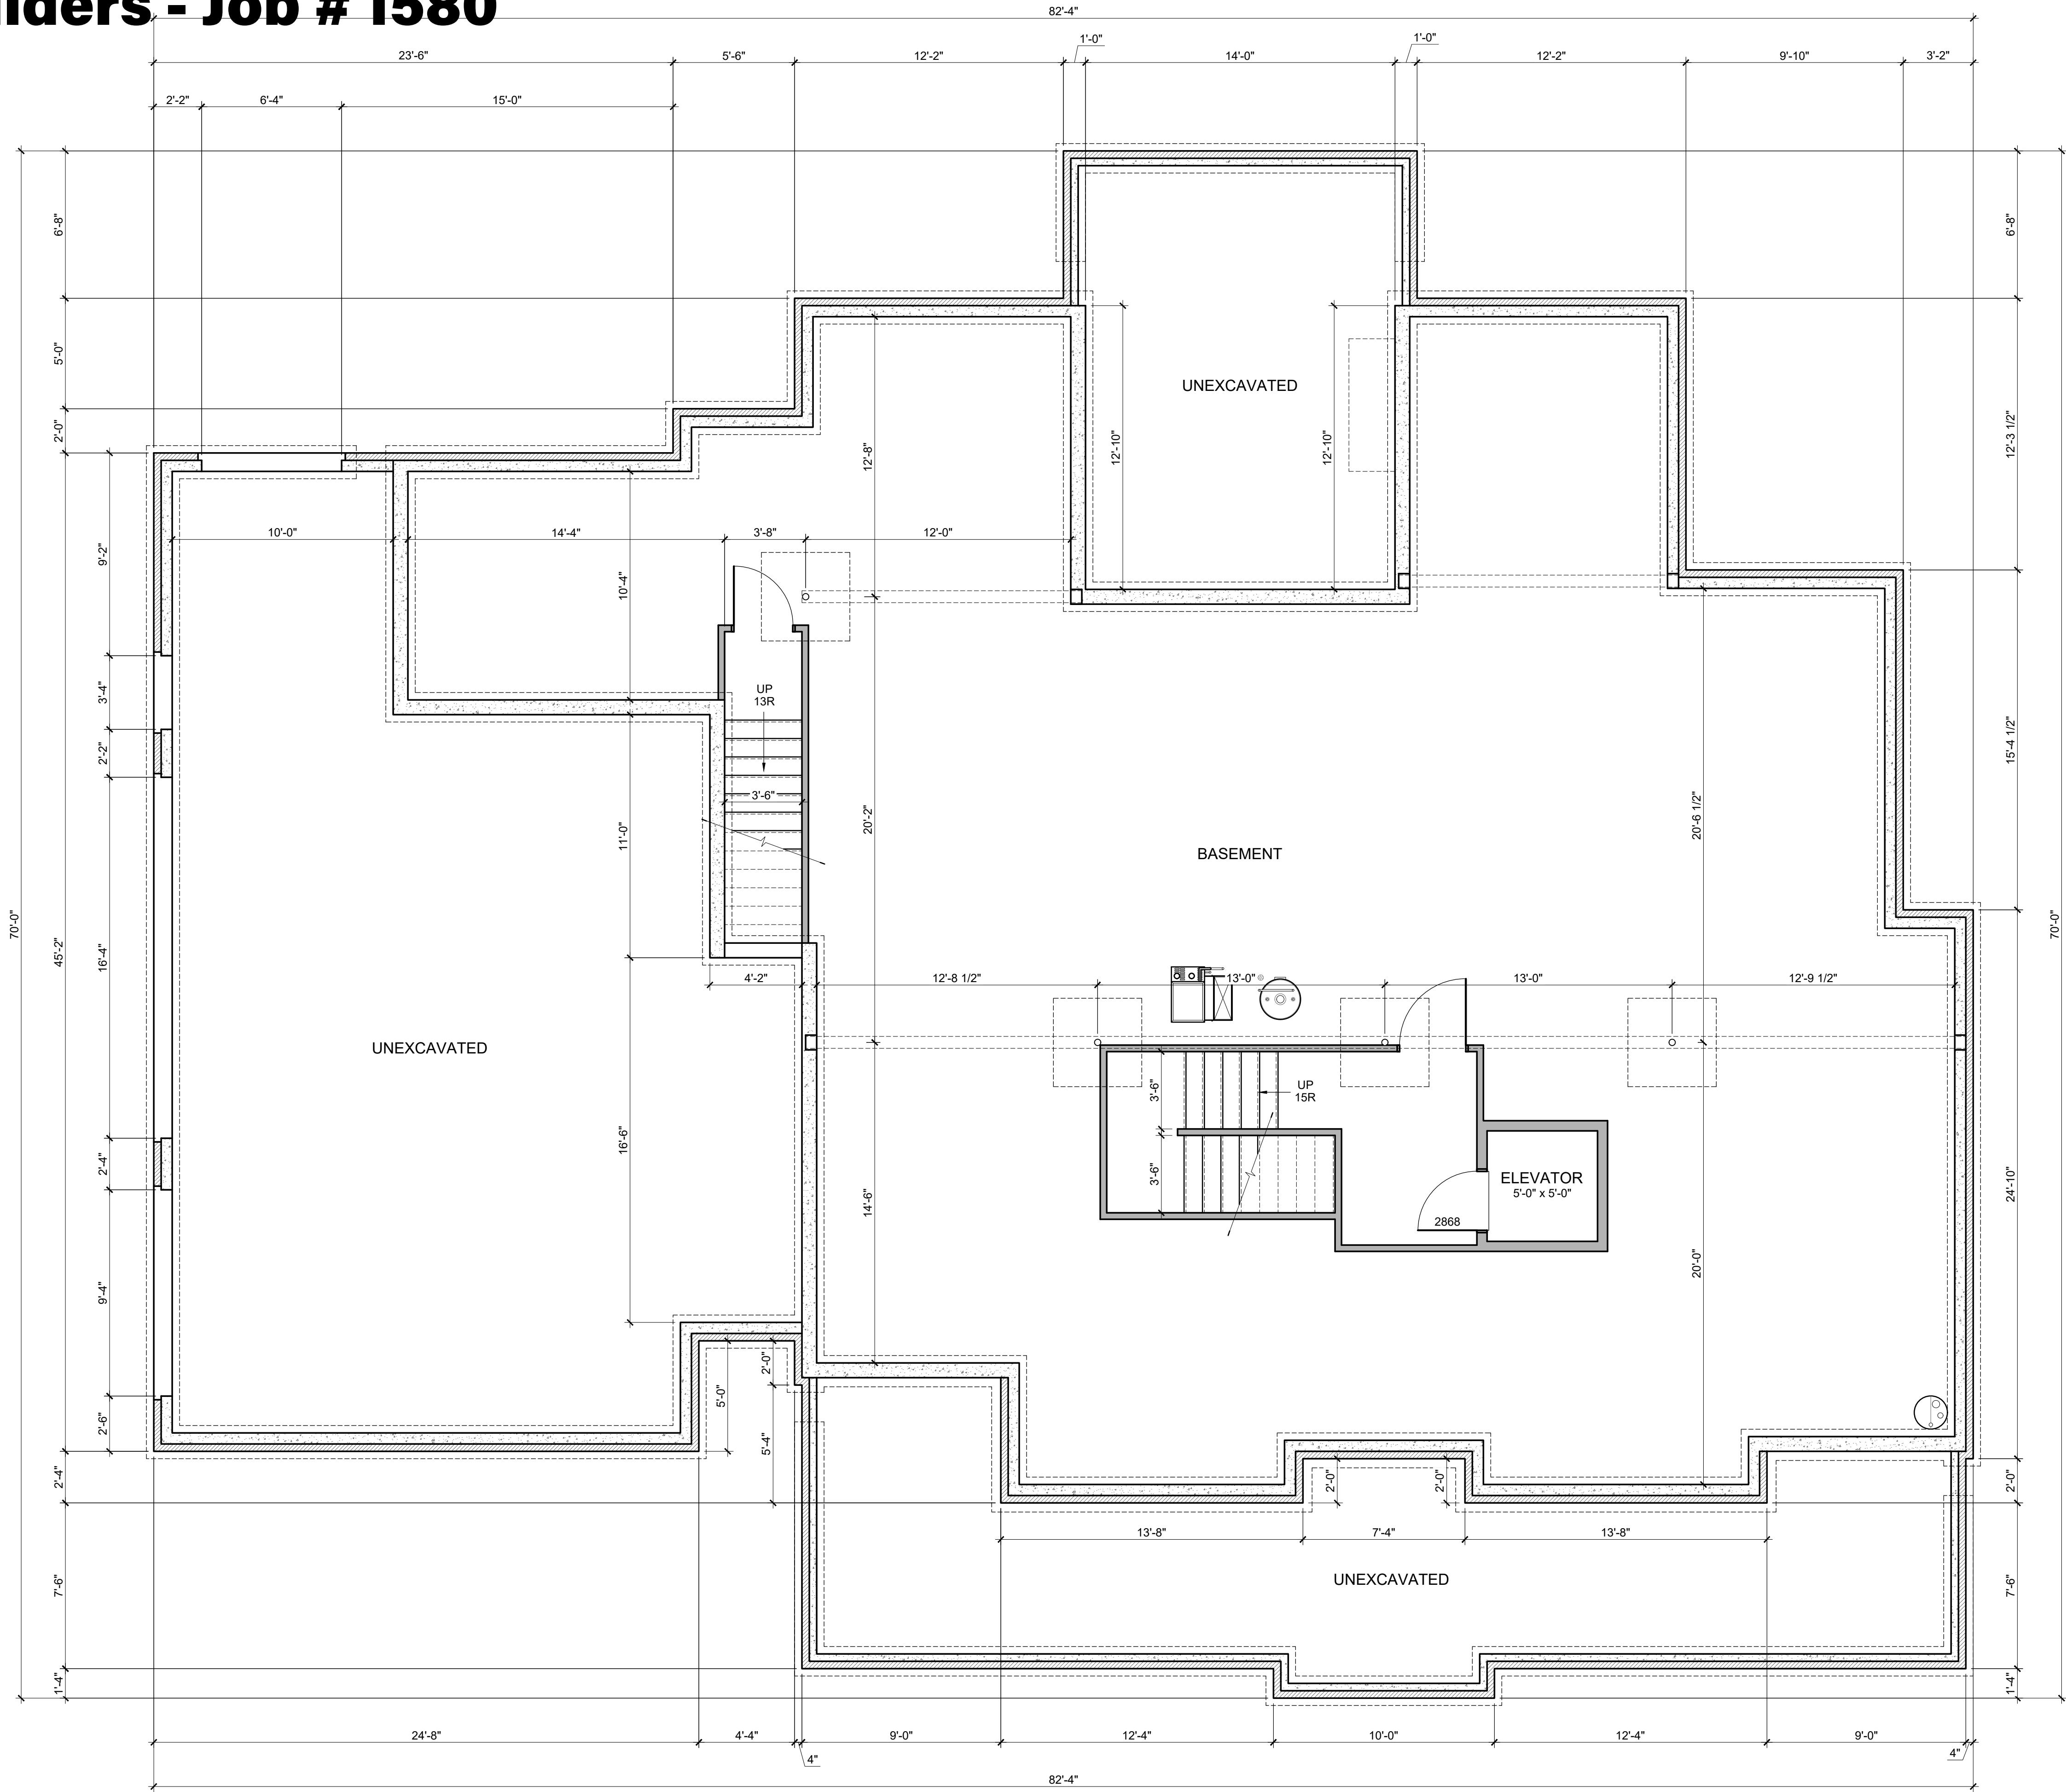 ilders - Job # 1580
82'-4"
23'-6" 5'-6" 12'-2" 1'-0" 14'-0" 1'-0" 12'-2" 9'-10" 3'-2"
2'-2" 6'-4" 15'-0"
6'-8"
6'-8"
5'-0"
2'-0"
UNEXCAVATED
12'-8"
12'-10"
12'-10"
12'-3 1/2"
10'-0" 14'-4" 3'-8" 12'-0"
9'-2"
10'-4"
3'-4"
2'-2"
UP
13R
3'-6"
11'-0"
20'-2"
20'-6 1/2"
15'-4 1/2"
BASEMENT
70'-0"
45'-2"
16'-4"
70'-0"
4'-2" 12'-8 1/2" 13'-0" 13'-0" 12'-9 1/2"
UNEXCAVATED
UP
15R
3'-6"
3'-6"
16'-6"
2'-4"
14'-6"
ELEVATOR
5'-0" x 5'-0"
2868
24'-10"
20'-0"
9'-4"
2'-0"
5'-0"
2'-6"
5'-4"
2'-4"
2'-0"
2'-0"
2'-0"
13'-8" 7'-4" 13'-8"
UNEXCAVATED
7'-6"
7'-6"
1'-4"
1'-4"
24'-8" 4'-4" 4" 9'-0" 12'-4" 10'-0" 12'-4" 9'-0" 4"
82'-4"